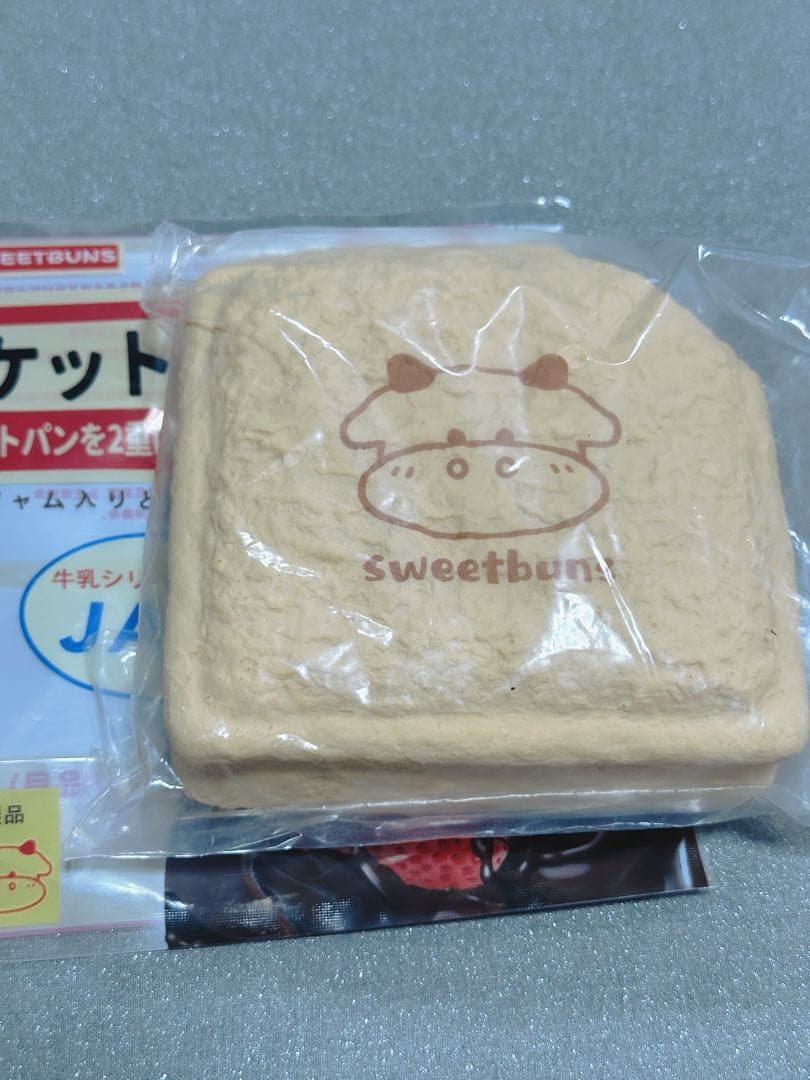 EETBUNS
ケット
トパンを2重
ャム入りと
牛乳シリ
JA
品
sweetbuns